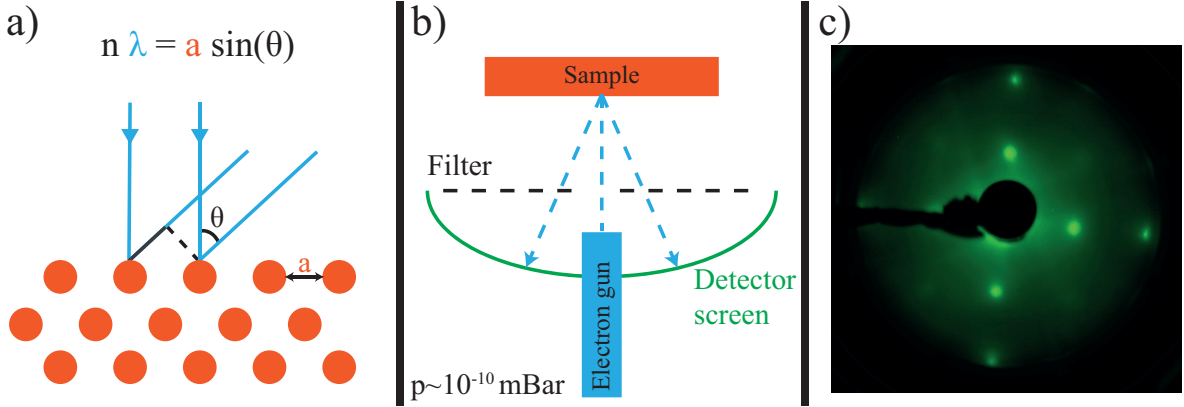 a)
n λ = a sin(θ)
θ
a
b)
Sample
Filter
Electron gun
Detector
screen
p~10⁻¹⁰ mBar
c)